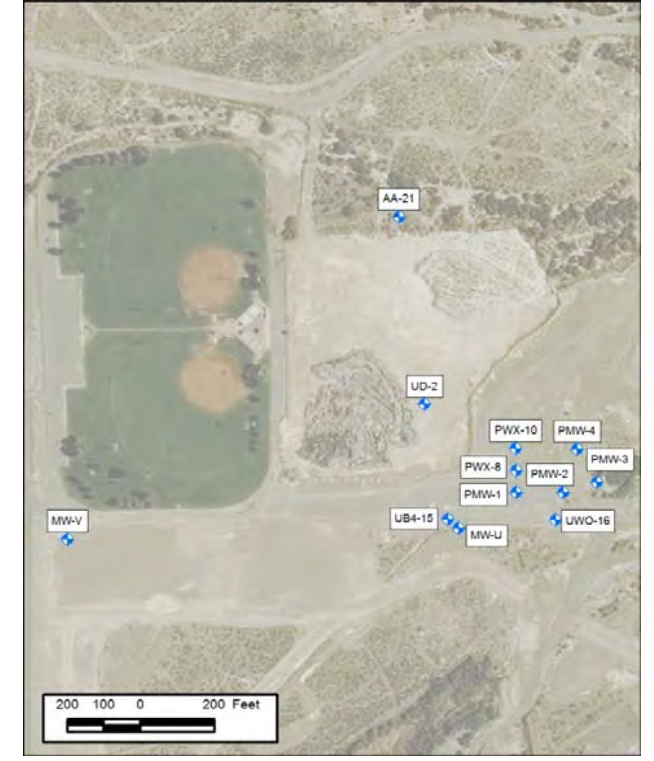 AA-21
UD-2
PWX-10
PMW-4
PWX-8
PMW-3
PMW-2
PMW-1
MW-V
UB4-15
UWO-16
MW-U
200 100 0 200 Feet